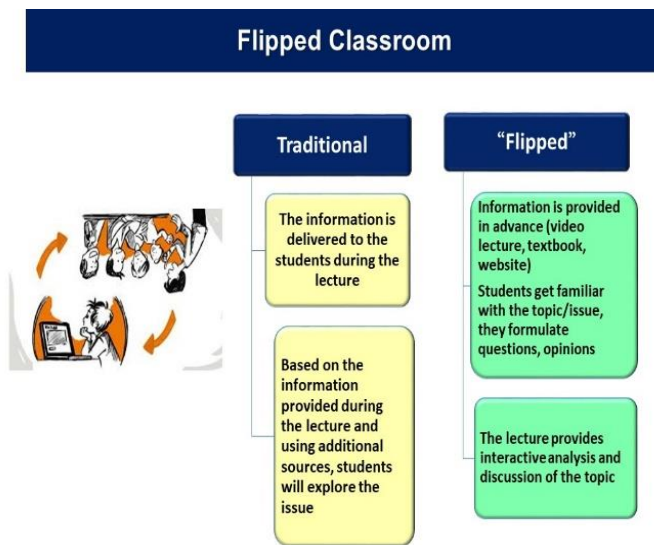 Flipped Classroom
Traditional
The information is
delivered to the
students during the
lecture
Based on the
information
provided during
the lecture and
using additional
sources, students
will explore the
issue
“Flipped”
Information is provided
in advance (video
lecture, textbook,
website)
Students get familiar
with the topic/issue,
they formulate
questions, opinions
The lecture provides
interactive analysis and
discussion of the topic